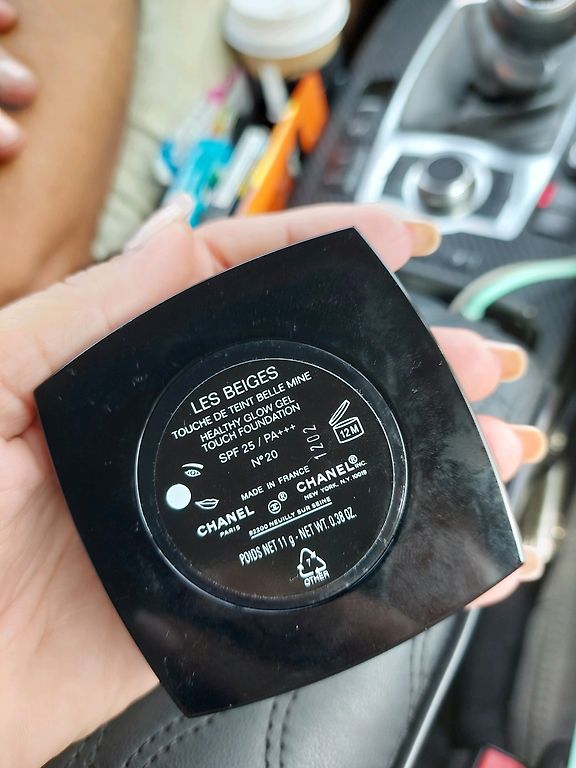 LES BEIGES
TOUCHE DE TEINT BELLE MINE
HEALTHY GLOW GEL
TOUCH FOUNDATION
SPF 25 / PA+++
N°20
1202
12M
MADE IN FRANCE
CHANEL ® CHANEL® INC.
PARIS NEW YORK, N.Y. 10019
92200 NEUILLY SUR SEINE
POIDS NET 11 g - NET WT. 0.38 OZ.
7
OTHER